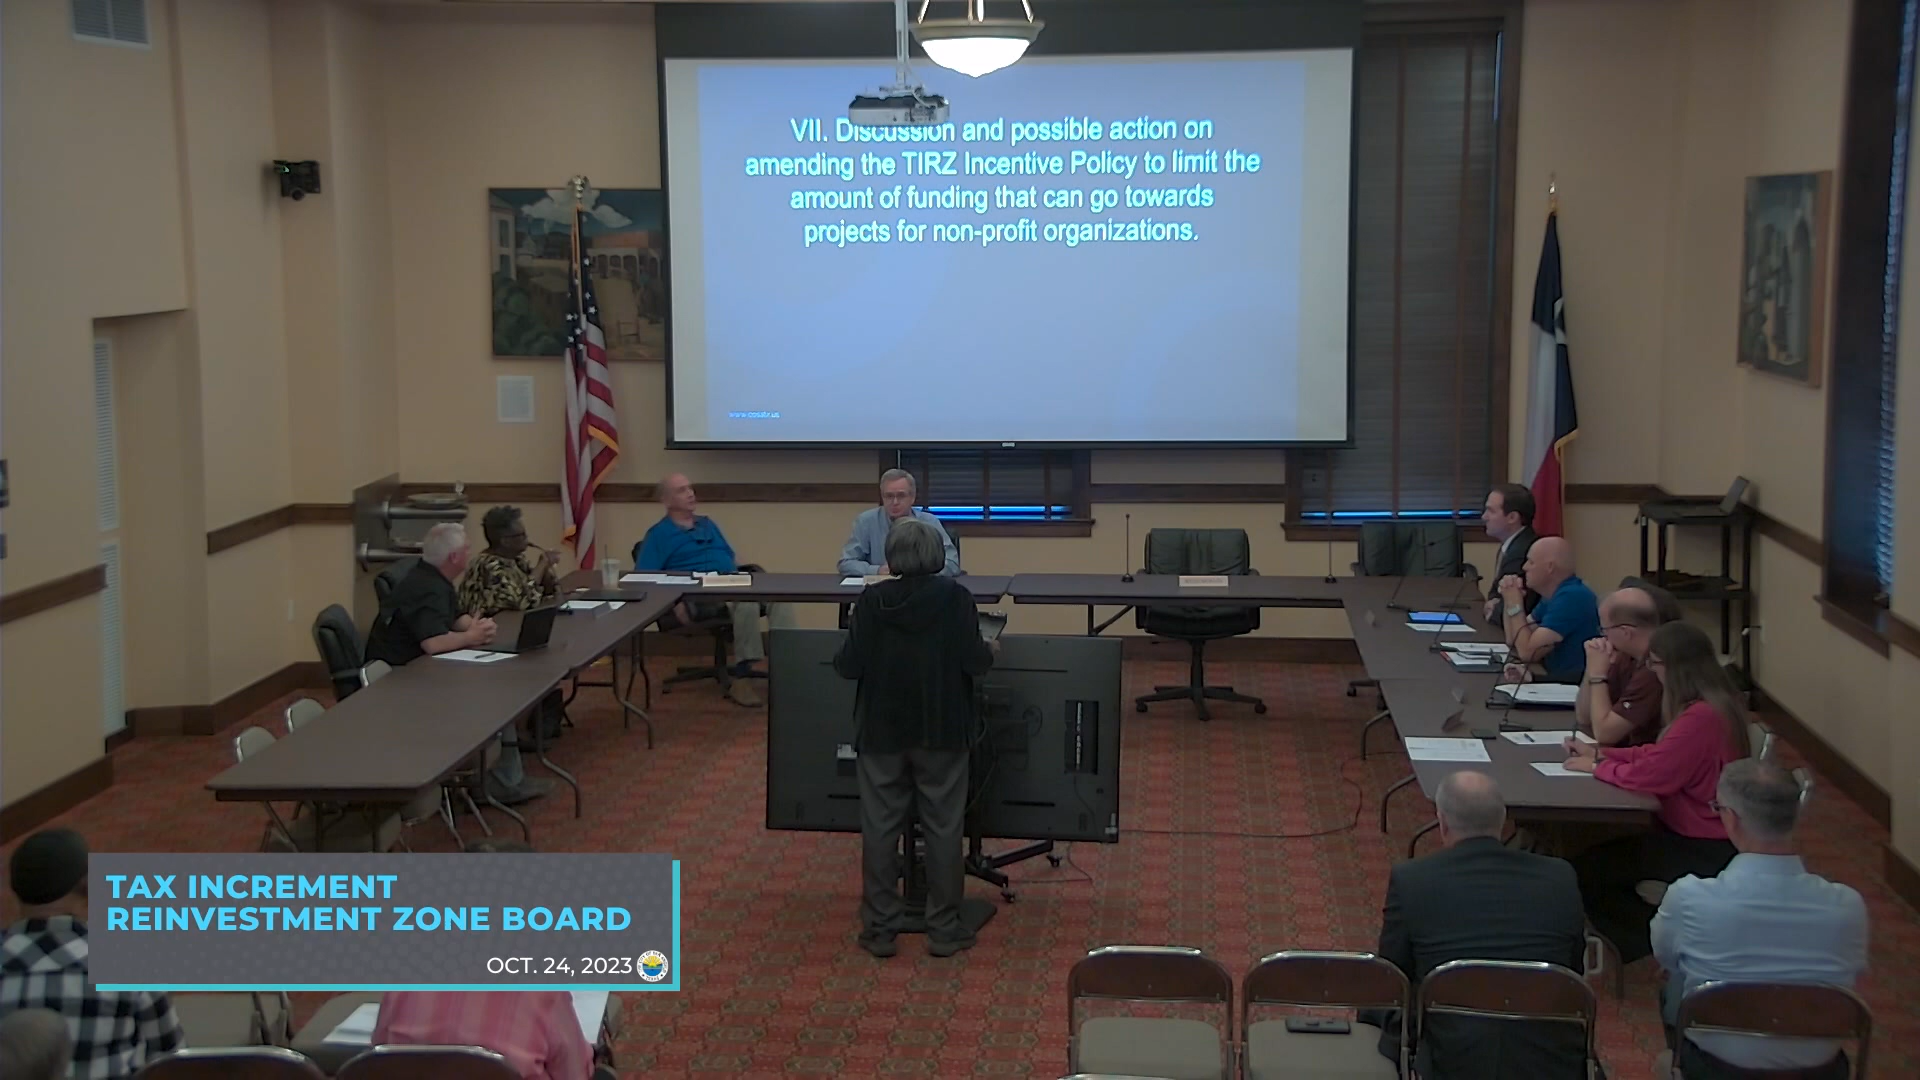 VII. Discussion and possible action on
amending the TIRZ Incentive Policy to limit the
amount of funding that can go towards
projects for non-profit organizations.
www.cosatx.us
TAX INCREMENT
REINVESTMENT ZONE BOARD
OCT. 24, 2023